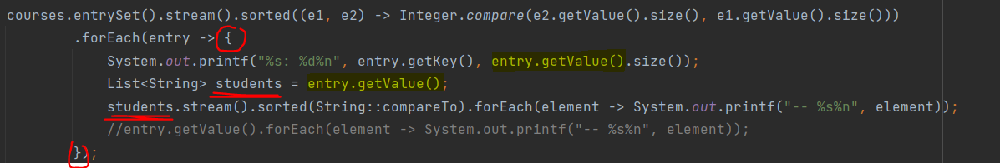 courses.entrySet().stream().sorted((e1, e2) -> Integer.compare(e2.getValue().size(), e1.getValue().size()))
.forEach(entry -> {
System.out.printf("%s: %d%n", entry.getKey(), entry.getValue().size());
List<String> students = entry.getValue();
students.stream().sorted(String::compareTo).forEach(element -> System.out.printf("-- %s%n", element));
//entry.getValue().forEach(element -> System.out.printf("-- %s%n", element));
});